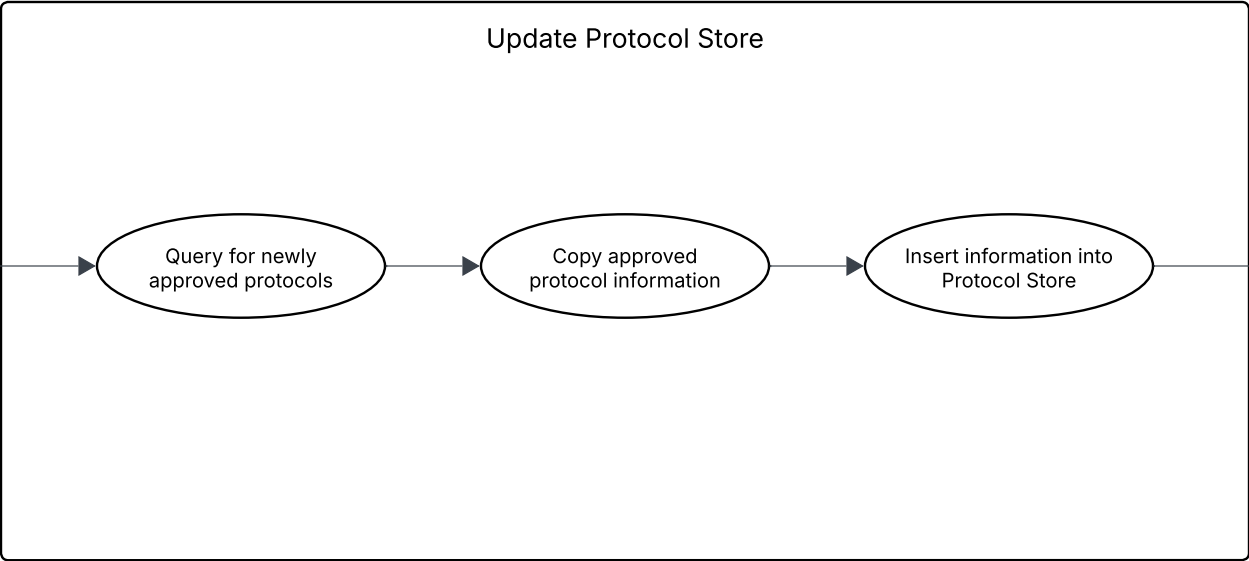 Update Protocol Store
Query for newly
approved protocols
Copy approved
protocol information
Insert information into
Protocol Store